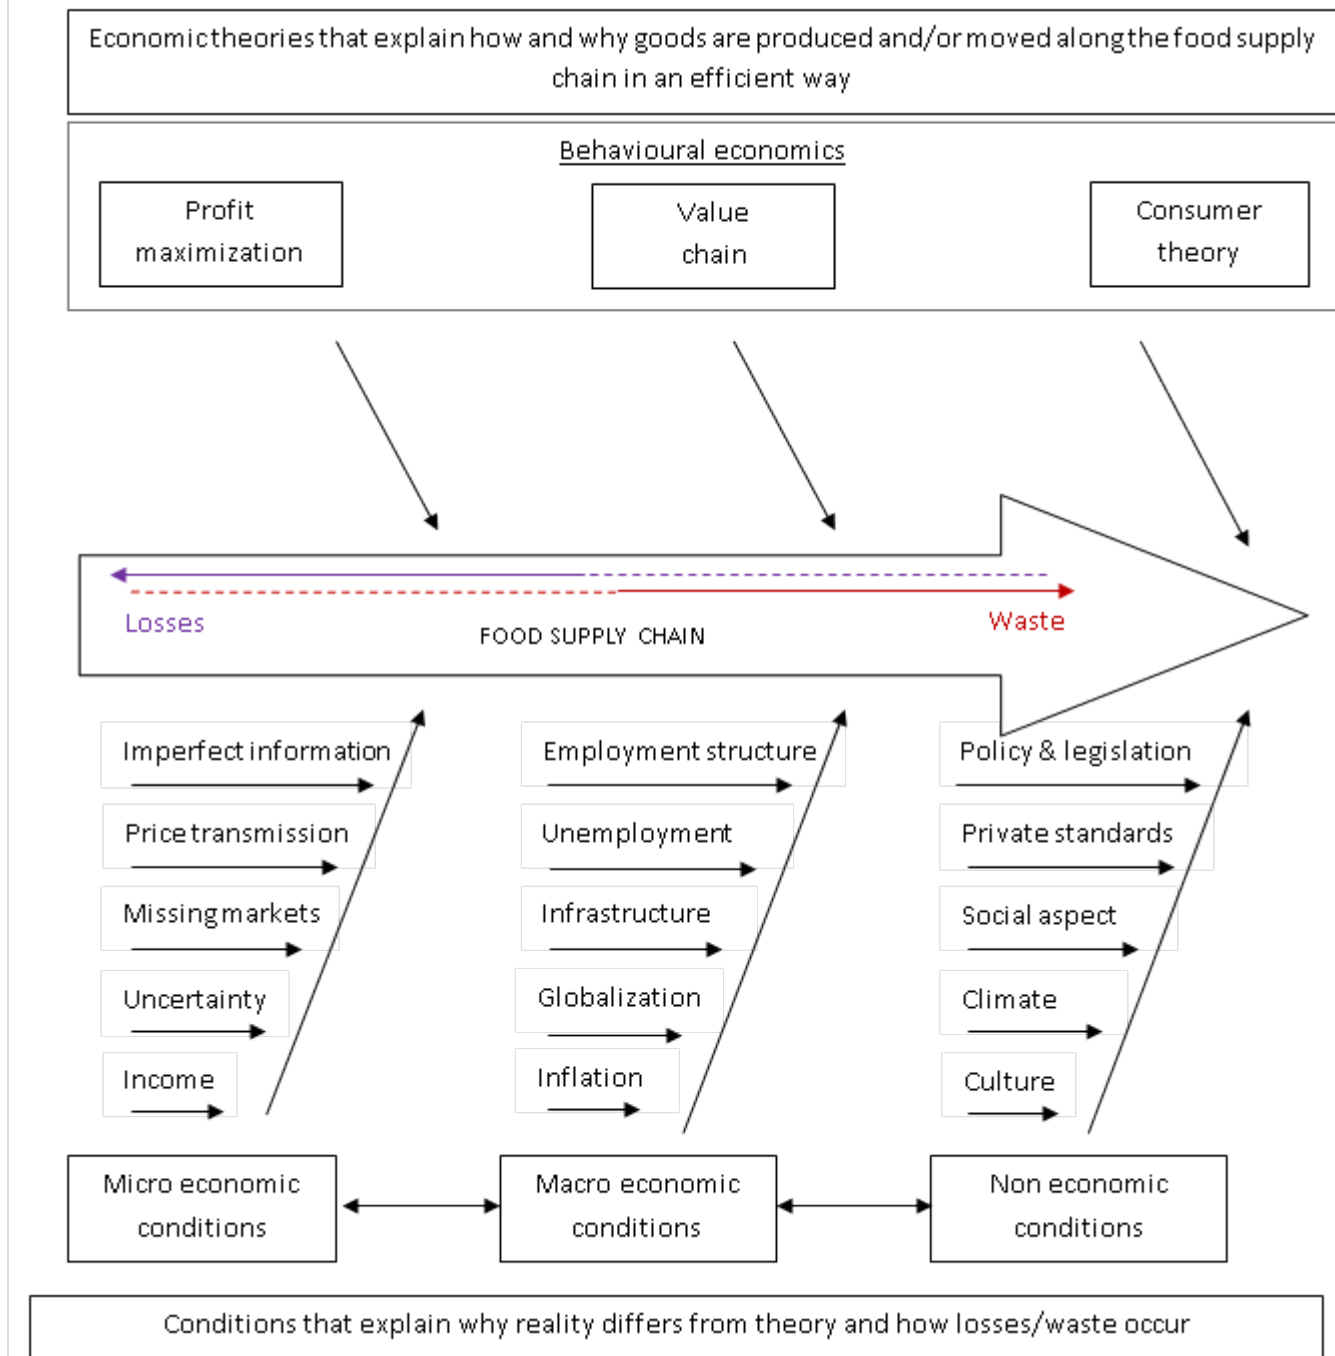 Economic theories that explain how and why goods are produced and/or moved along the food supply
chain in an efficient way
Behavioural economics
Profit
maximization
Value
chain
Consumer
theory
Losses
Waste
FOOD SUPPLY CHAIN
Imperfect information
Price transmission
Missing markets
Uncertainty
Income
Employment structure
Unemployment
Infrastructure
Globalization
Inflation
Policy & legislation
Private standards
Social aspect
Climate
Culture
Micro economic
conditions
Macro economic
conditions
Non economic
conditions
Conditions that explain why reality differs from theory and how losses/waste occur